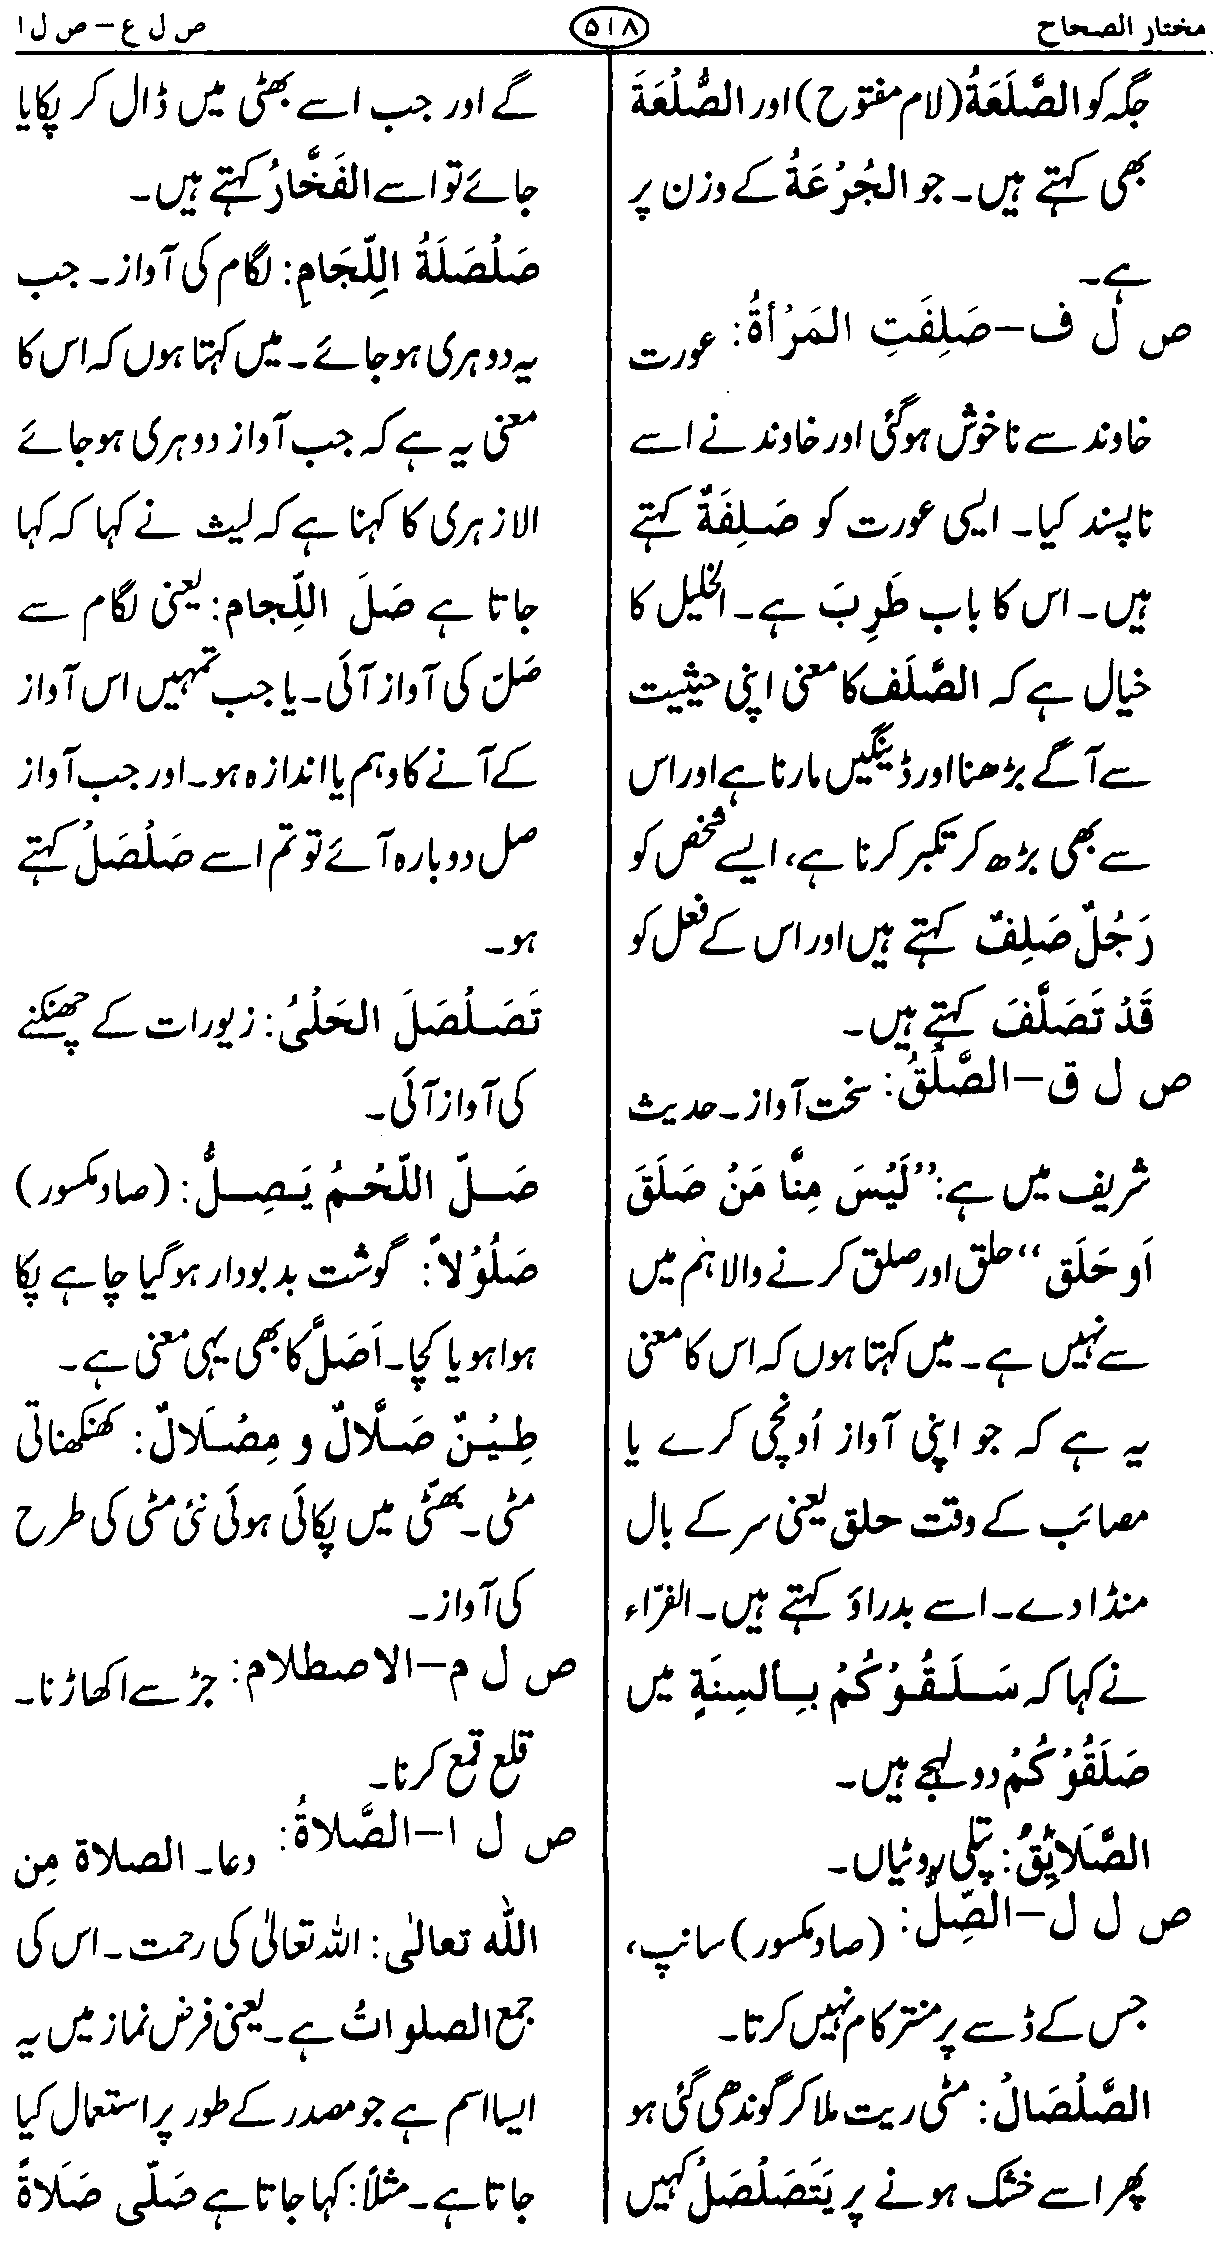 مختار الصحاح
۵۱۸
ص ل ع – ص ل ا
جگہ کو الصَّلَعَةُ (لام مفتوح) اور الصُّلْعَةَ
بھی کہتے ہیں۔ جو الجُرْعَةُ کے وزن پر
ہے۔
ص ل ف – صَلِفَتِ المَرْأةُ: عورت
خاوند سے ناخوش ہوگئی اور خاوند نے اسے
ناپسند کیا۔ ایسی عورت کو صَلِفَةٌ کہتے
ہیں۔ اس کا باب طَرِبَ ہے۔ الخلیل کا
خیال ہے کہ الصَّلَف کا معنی اپنی حیثیت
سے آگے بڑھنا اور ڈینگیں مارنا ہے اور اس
سے بھی بڑھ کر تکبر کرنا ہے، ایسے شخص کو
رَجُلٌ صَلِفٌ کہتے ہیں اور اس کے فعل کو
قَدْ تَصَلَّفَ کہتے ہیں۔
ص ل ق – الصَّلْقُ: سخت آواز۔ حدیث
شریف میں ہے: ’’لَيْسَ مِنَّا مَنْ صَلَقَ
اَو حَلَق‘‘ حلق اور صلق کرنے والا ہم میں
سے نہیں ہے۔ میں کہتا ہوں کہ اس کا معنی
یہ ہے کہ جو اپنی آواز اُونچی کرے یا
مصائب کے وقت حلق یعنی سر کے بال
منڈا دے۔ اسے بدراوَ کہتے ہیں۔ الفرّاء
نے کہا کہ سَلَقُوْكُمْ بِألسِنَةٍ میں
صَلَقُوْكُمْ دو لہجے ہیں۔
الصَّلَائِقُ: پتلی روٹیاں۔
ص ل ل – الصِّلُّ: (صاد مکسور) سانپ،
جس کے ڈسے پر منتر کام نہیں کرتا۔
الصَّلْصَالُ: مٹی ریت ملا کر گوندھی گئی ہو
پھر اسے خشک ہونے پر يَتَصَلْصَلُ کہیں
گے اور جب اسے بھٹی میں ڈال کر پکایا
جائے تو اسے الفَخَّارُ کہتے ہیں۔
صَلْصَلَةُ اللِّجَامِ: لگام کی آواز۔ جب
یہ دوہری ہو جائے۔ میں کہتا ہوں کہ اس کا
معنی یہ ہے کہ جب آواز دوہری ہو جائے
الازہری کا کہنا ہے کہ لیث نے کہا کہ کہا
جاتا ہے صَلَ اللِّجام: یعنی لگام سے
صَلّ کی آواز آئی۔ یا جب تمہیں اس آواز
کے آنے کا وہم یا اندازہ ہو۔ اور جب آواز
صل دوبارہ آئے تو تم اسے صَلْصَلُ کہتے
ہو۔
تَصَلْصَلَ الحَلْىُ: زیورات کے چھنکنے
کی آواز آئی۔
صَلّ اللّحْمُ يَصِلُّ: (صاد مکسور)
صَلُوْلاً: گوشت بدبودار ہو گیا چاہے پکا
ہوا ہو یا کچا۔ اَصَلَّ کا بھی یہی معنی ہے۔
طِيْنٌ صَلَّالٌ و مِصْلَالٌ: کھنکھناتی
مٹی۔ بھٹّی میں پکائی ہوئی نئی مٹی کی طرح
کی آواز۔
ص ل م – الاصطلام: جڑ سے اکھاڑنا۔
قلع قمع کرنا۔
ص ل ا – الصَّلاةُ: دعا۔ الصلاة مِن
اللّٰه تعالیٰ: اللہ تعالیٰ کی رحمت۔ اس کی
جمع الصلواتُ ہے۔ یعنی فرض نماز میں یہ
ایسا اسم ہے جو مصدر کے طور پر استعمال کیا
جاتا ہے۔ مثلاً: کہا جاتا ہے صَلّى صَلَاةً